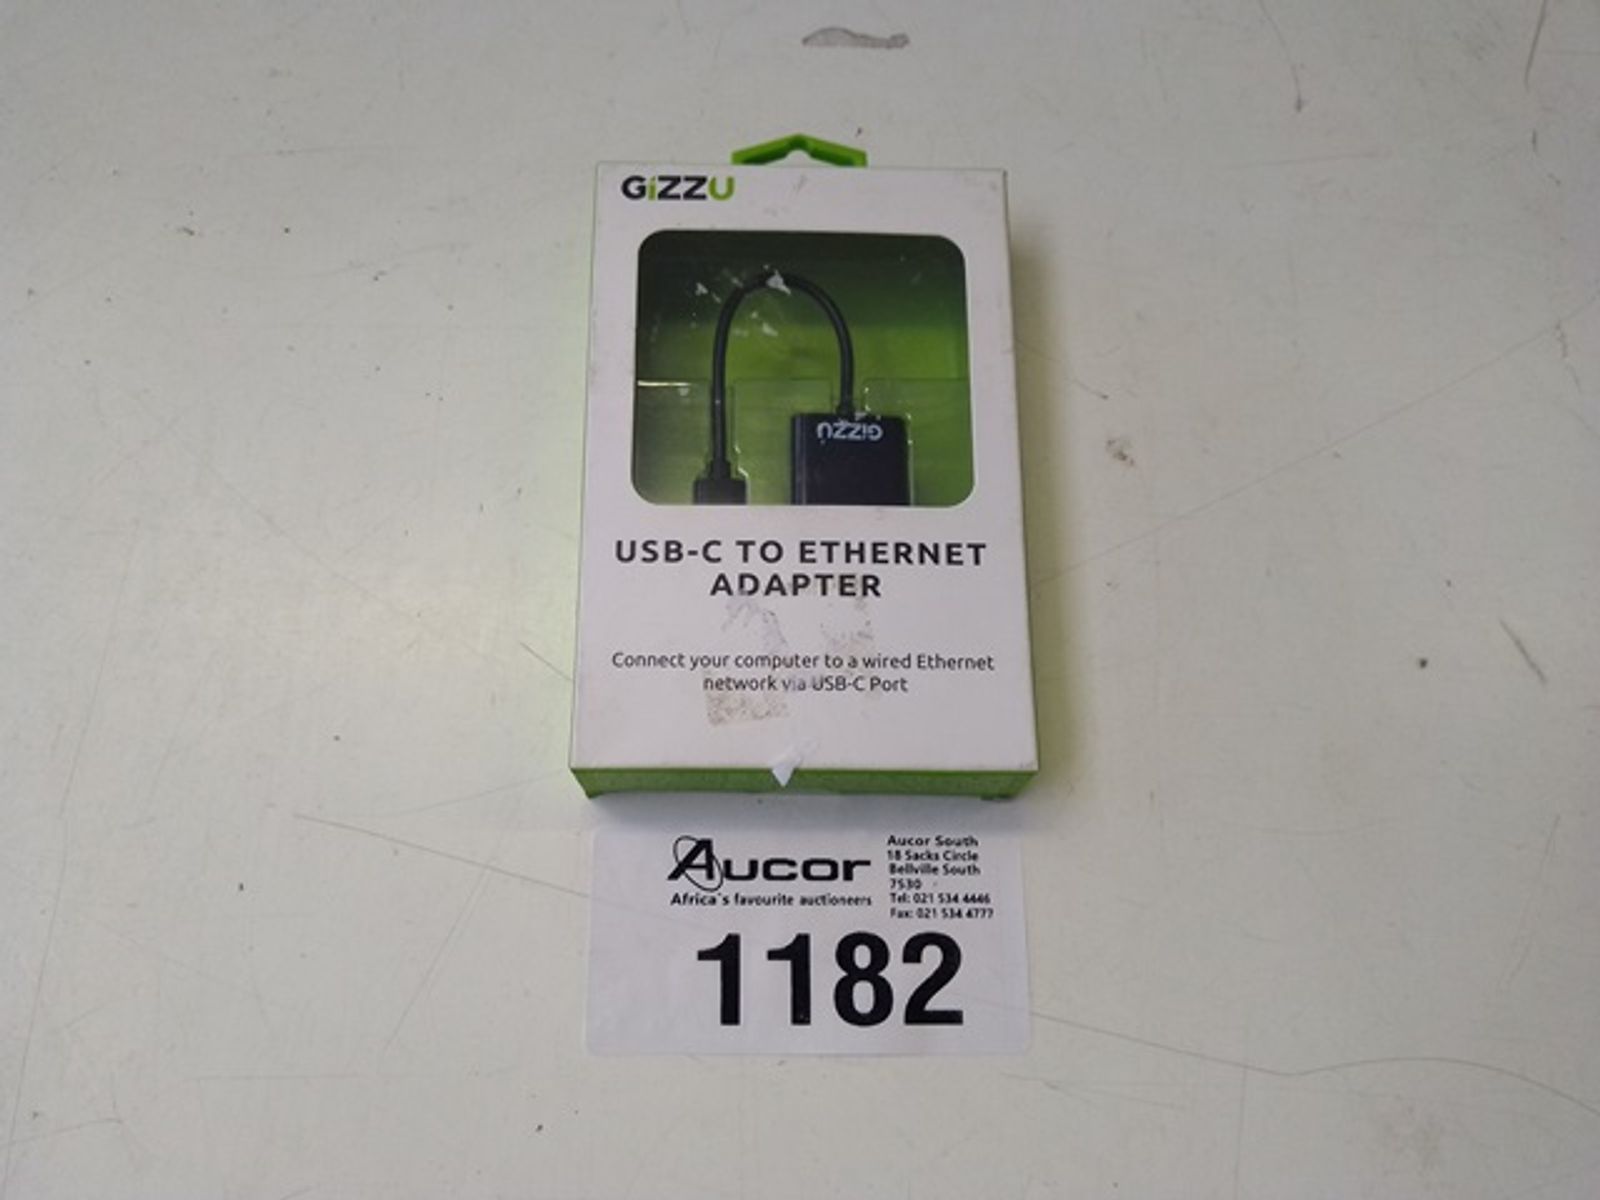 GiZZU
GiZZU
USB-C TO ETHERNET
ADAPTER
Connect your computer to a wired Ethernet
network via USB-C Port
Aucor
Africa's favourite auctioneers
Aucor South
18 Sacks Circle
Bellville South
7530
Tel: 021 534 4446
Fax: 021 534 4777
1182